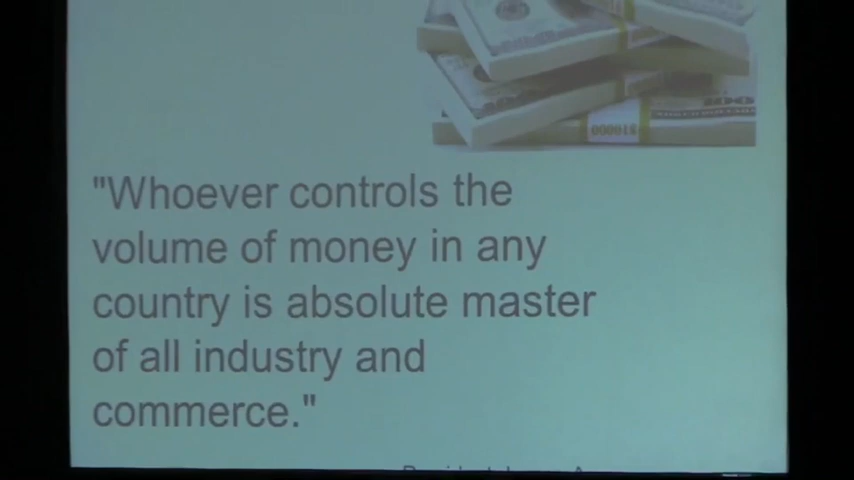 "Whoever controls the
volume of money in any
country is absolute master
of all industry and
commerce."